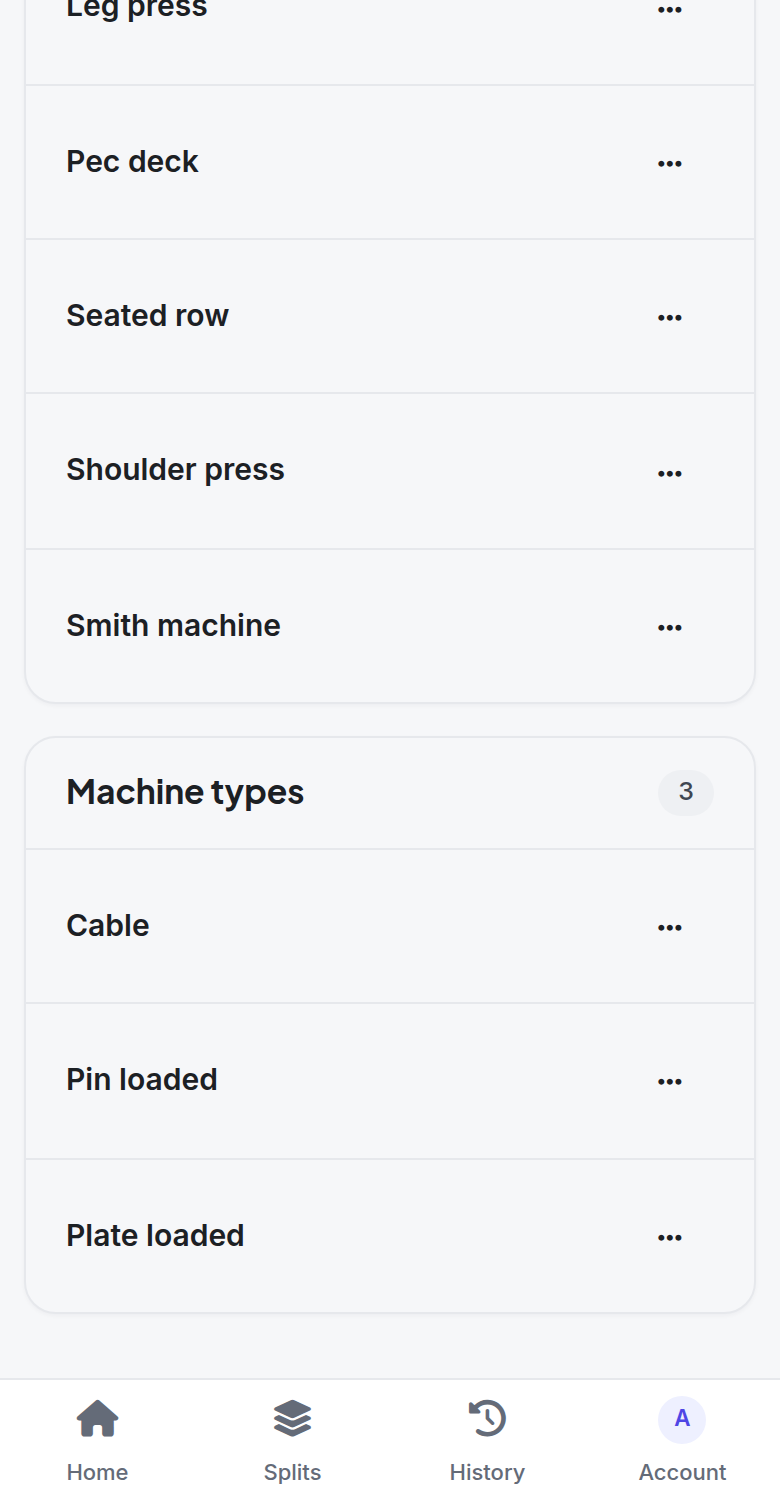 Leg press
Pec deck
Seated row
Shoulder press
Smith machine
Machine types
3
Cable
Pin loaded
Plate loaded
A
Home
Splits
History
Account